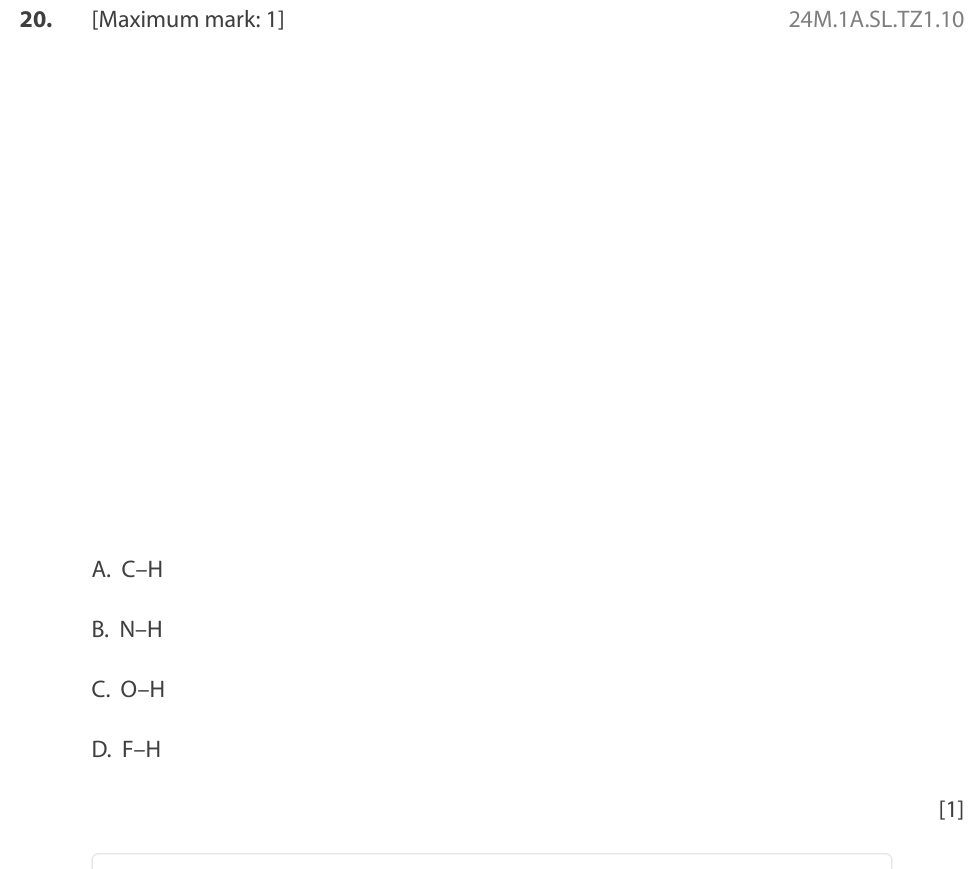 20. [Maximum mark: 1] 24M.1A.SL.TZ1.10
A. C–H
B. N–H
C. O–H
D. F–H
[1]